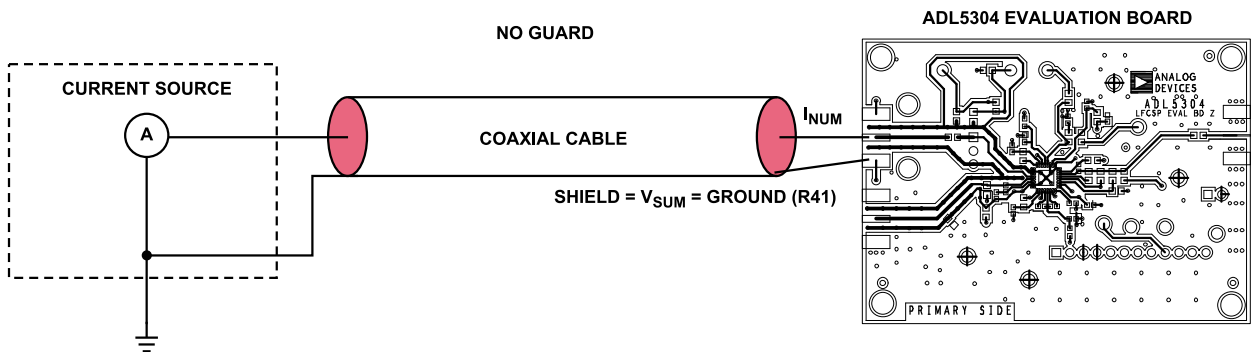 ADL5304 EVALUATION BOARD
NO GUARD
CURRENT SOURCE
A
COAXIAL CABLE
INUM
SHIELD = VSUM = GROUND (R41)
ANALOG
DEVICES
ADL5304
LFCSP EVAL BD Z
PRIMARY SIDE